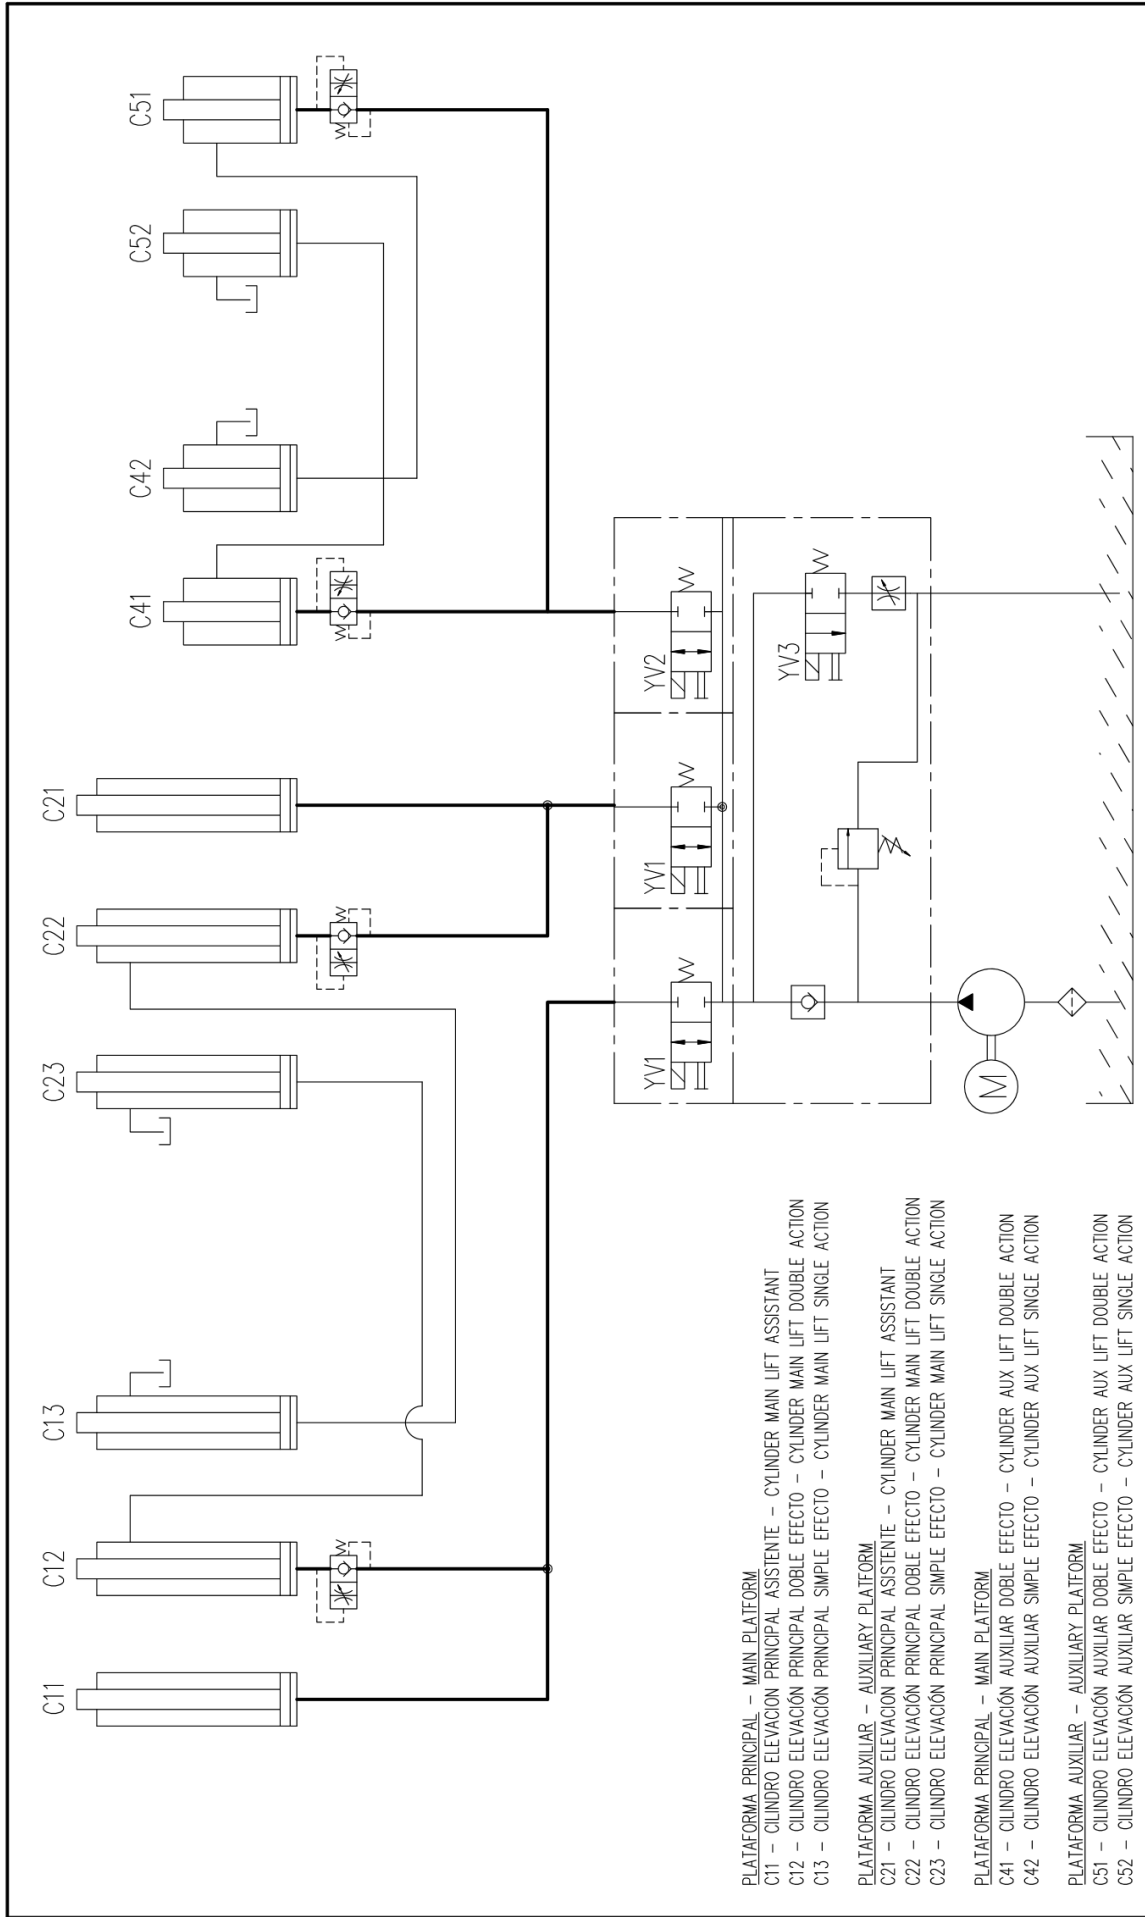 C11
C12
C13
C23
C22
C21
C41
C42
C52
C51
YV1
YV1
YV2
YV3
M
PLATAFORMA PRINCIPAL – MAIN PLATFORM
C11 – CILINDRO ELEVACION PRINCIPAL ASISTENTE – CYLINDER MAIN LIFT ASSISTANT
C12 – CILINDRO ELEVACIÓN PRINCIPAL DOBLE EFECTO – CYLINDER MAIN LIFT DOUBLE ACTION
C13 – CILINDRO ELEVACIÓN PRINCIPAL SIMPLE EFECTO – CYLINDER MAIN LIFT SINGLE ACTION
PLATAFORMA AUXILIAR – AUXILIARY PLATFORM
C21 – CILINDRO ELEVACION PRINCIPAL ASISTENTE – CYLINDER MAIN LIFT ASSISTANT
C22 – CILINDRO ELEVACIÓN PRINCIPAL DOBLE EFECTO – CYLINDER MAIN LIFT DOUBLE ACTION
C23 – CILINDRO ELEVACIÓN PRINCIPAL SIMPLE EFECTO – CYLINDER MAIN LIFT SINGLE ACTION
PLATAFORMA PRINCIPAL – MAIN PLATFORM
C41 – CILINDRO ELEVACIÓN AUXILIAR DOBLE EFECTO – CYLINDER AUX LIFT DOUBLE ACTION
C42 – CILINDRO ELEVACIÓN AUXILIAR SIMPLE EFECTO – CYLINDER AUX LIFT SINGLE ACTION
PLATAFORMA AUXILIAR – AUXILIARY PLATFORM
C51 – CILINDRO ELEVACIÓN AUXILIAR DOBLE EFECTO – CYLINDER AUX LIFT DOUBLE ACTION
C52 – CILINDRO ELEVACIÓN AUXILIAR SIMPLE EFECTO – CYLINDER AUX LIFT SINGLE ACTION